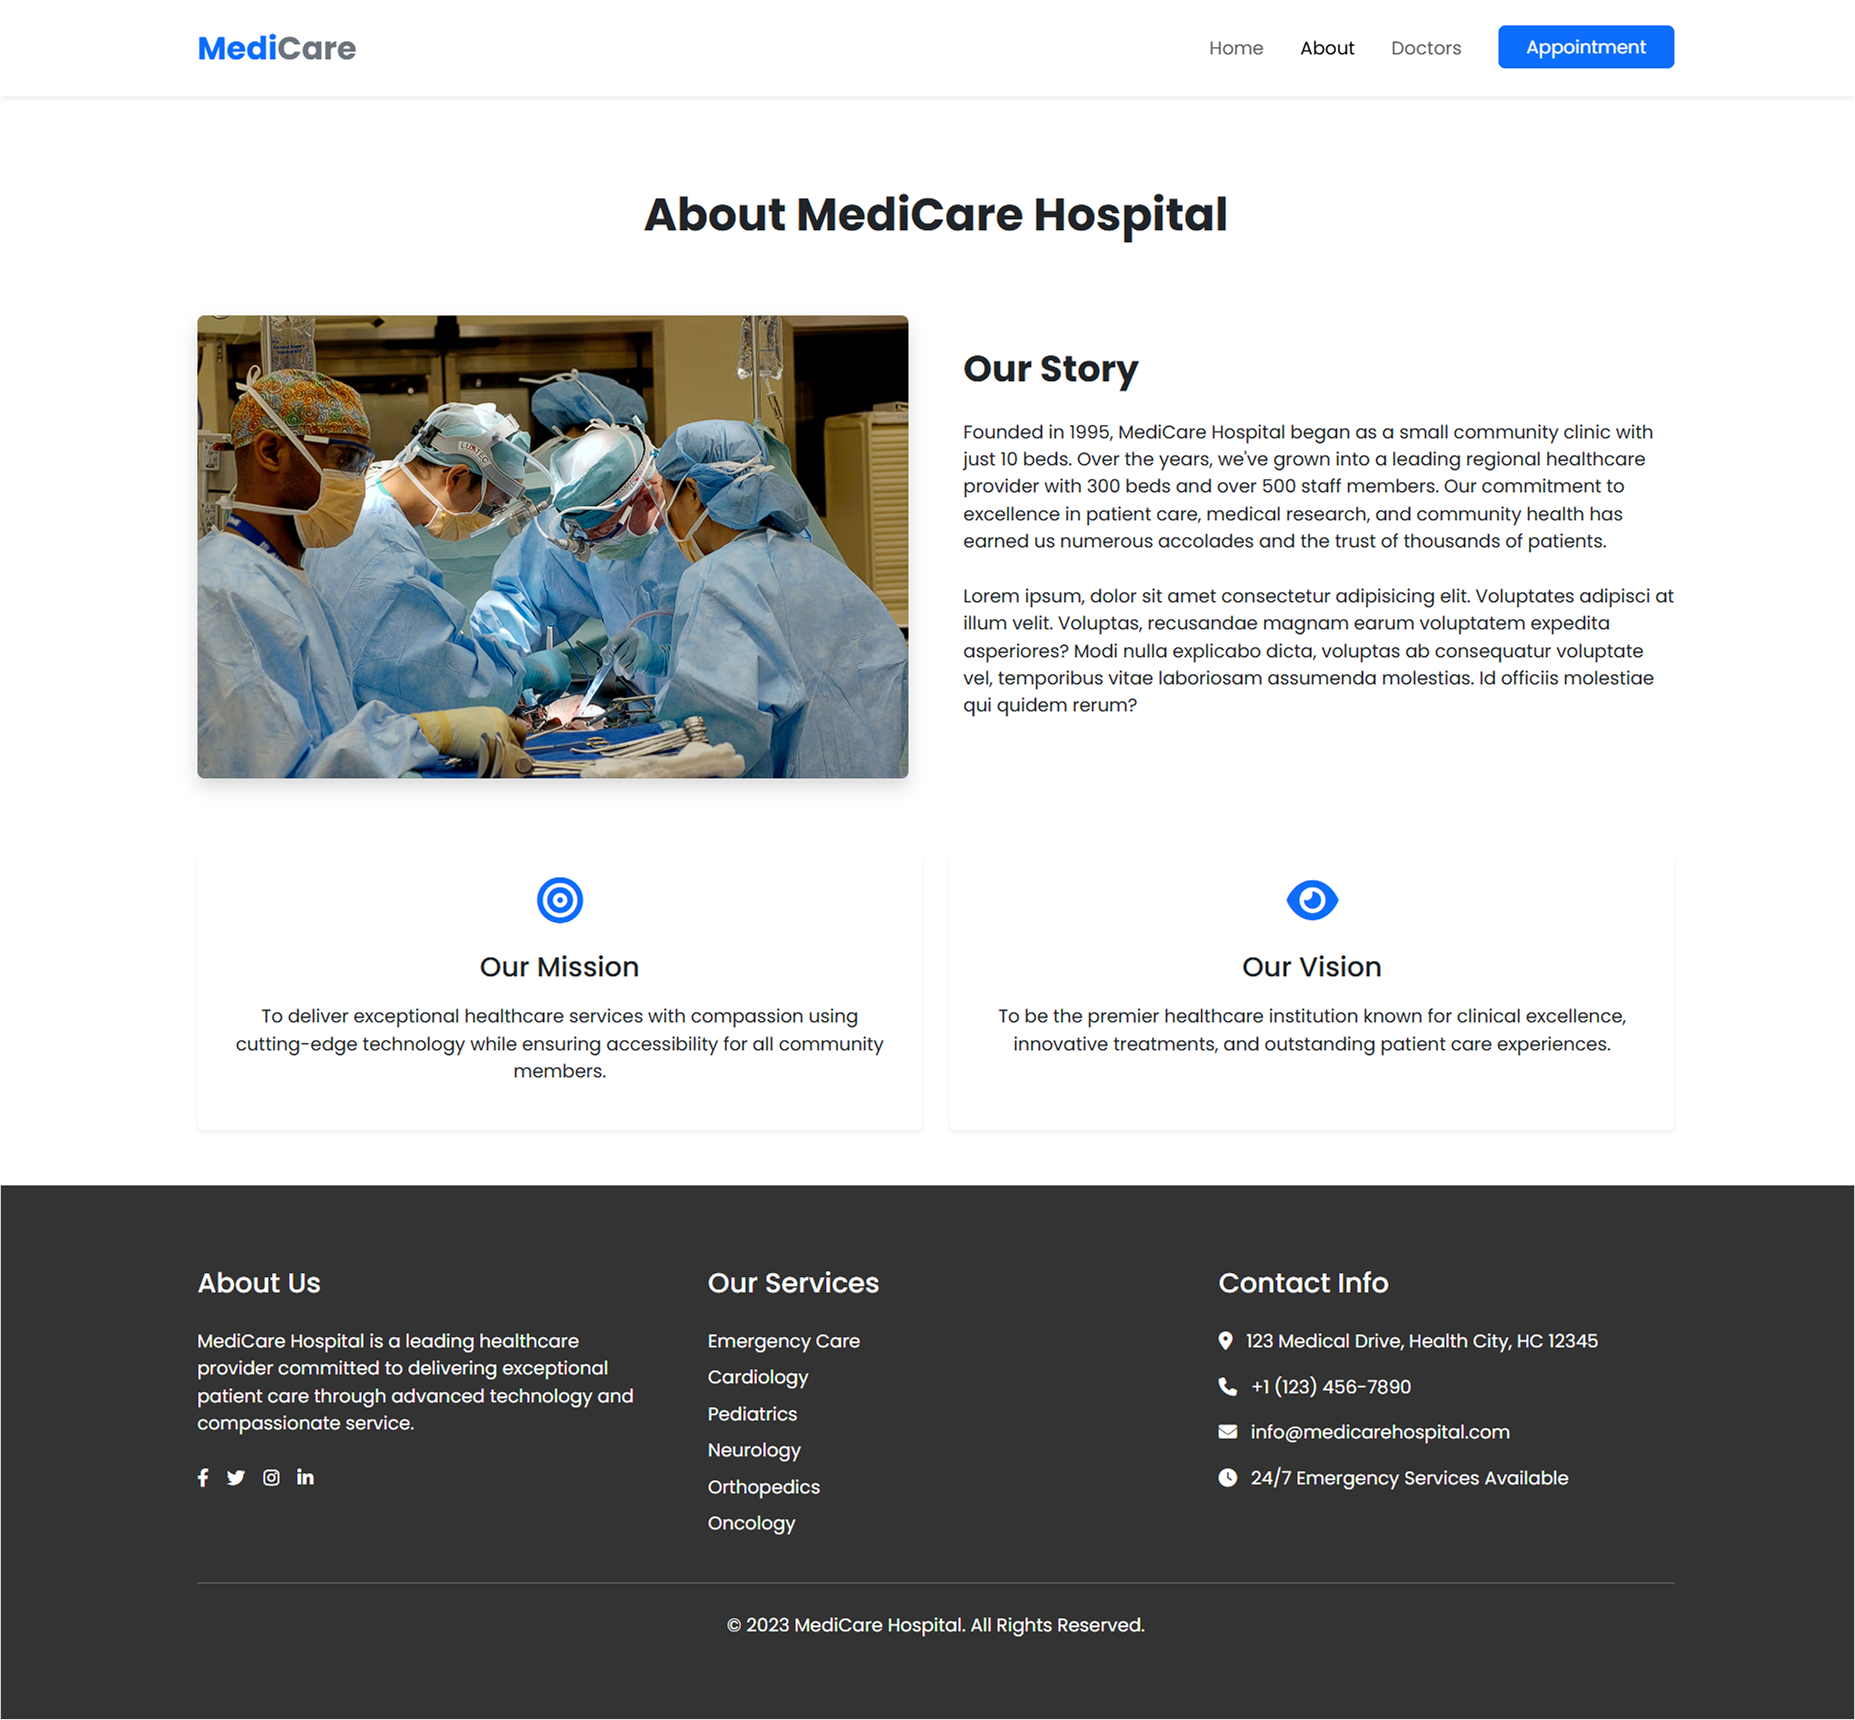 MediCare
Home
About
Doctors
Appointment
About MediCare Hospital
LUXTEC
Our Story
Founded in 1995, MediCare Hospital began as a small community clinic with
just 10 beds. Over the years, we've grown into a leading regional healthcare
provider with 300 beds and over 500 staff members. Our commitment to
excellence in patient care, medical research, and community health has
earned us numerous accolades and the trust of thousands of patients.
Lorem ipsum, dolor sit amet consectetur adipisicing elit. Voluptates adipisci at
illum velit. Voluptas, recusandae magnam earum voluptatem expedita
asperiores? Modi nulla explicabo dicta, voluptas ab consequatur voluptate
vel, temporibus vitae laboriosam assumenda molestias. Id officiis molestiae
qui quidem rerum?
Our Mission
To deliver exceptional healthcare services with compassion using
cutting-edge technology while ensuring accessibility for all community
members.
Our Vision
To be the premier healthcare institution known for clinical excellence,
innovative treatments, and outstanding patient care experiences.
About Us
MediCare Hospital is a leading healthcare
provider committed to delivering exceptional
patient care through advanced technology and
compassionate service.
Our Services
Emergency Care
Cardiology
Pediatrics
Neurology
Orthopedics
Oncology
Contact Info
123 Medical Drive, Health City, HC 12345
+1 (123) 456-7890
info@medicarehospital.com
24/7 Emergency Services Available
© 2023 MediCare Hospital. All Rights Reserved.